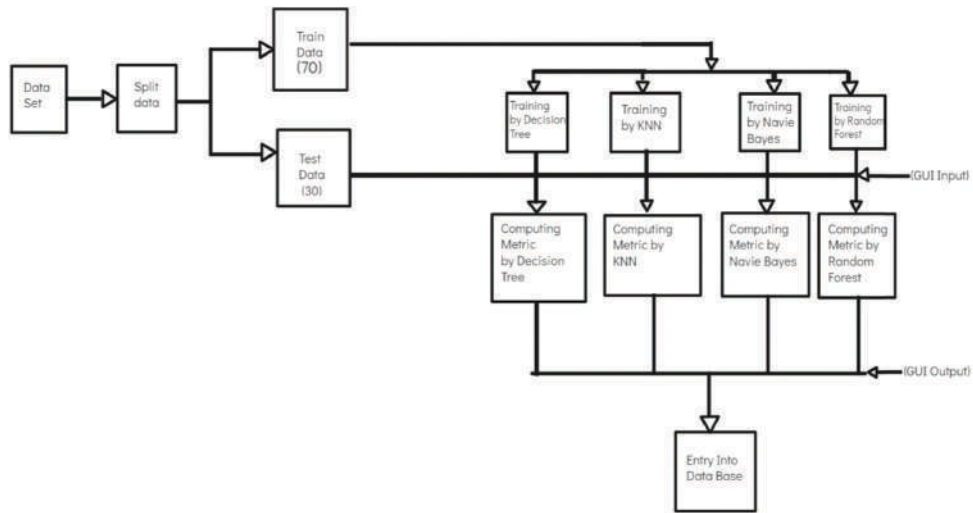 Data
Set
Split
data
Train
Data
(70)
Test
Data
(30)
Training
by Decision
Tree
Training
by KNN
Training
by Navie
Bayes
Training
by Random
Forest
(GUI Input)
Computing
Metric
by Decision
Tree
Computing
Metric by
KNN
Computing
Metric by
Navie Bayes
Computing
Metric by
Random
Forest
(GUI Output)
Entry Into
Data Base